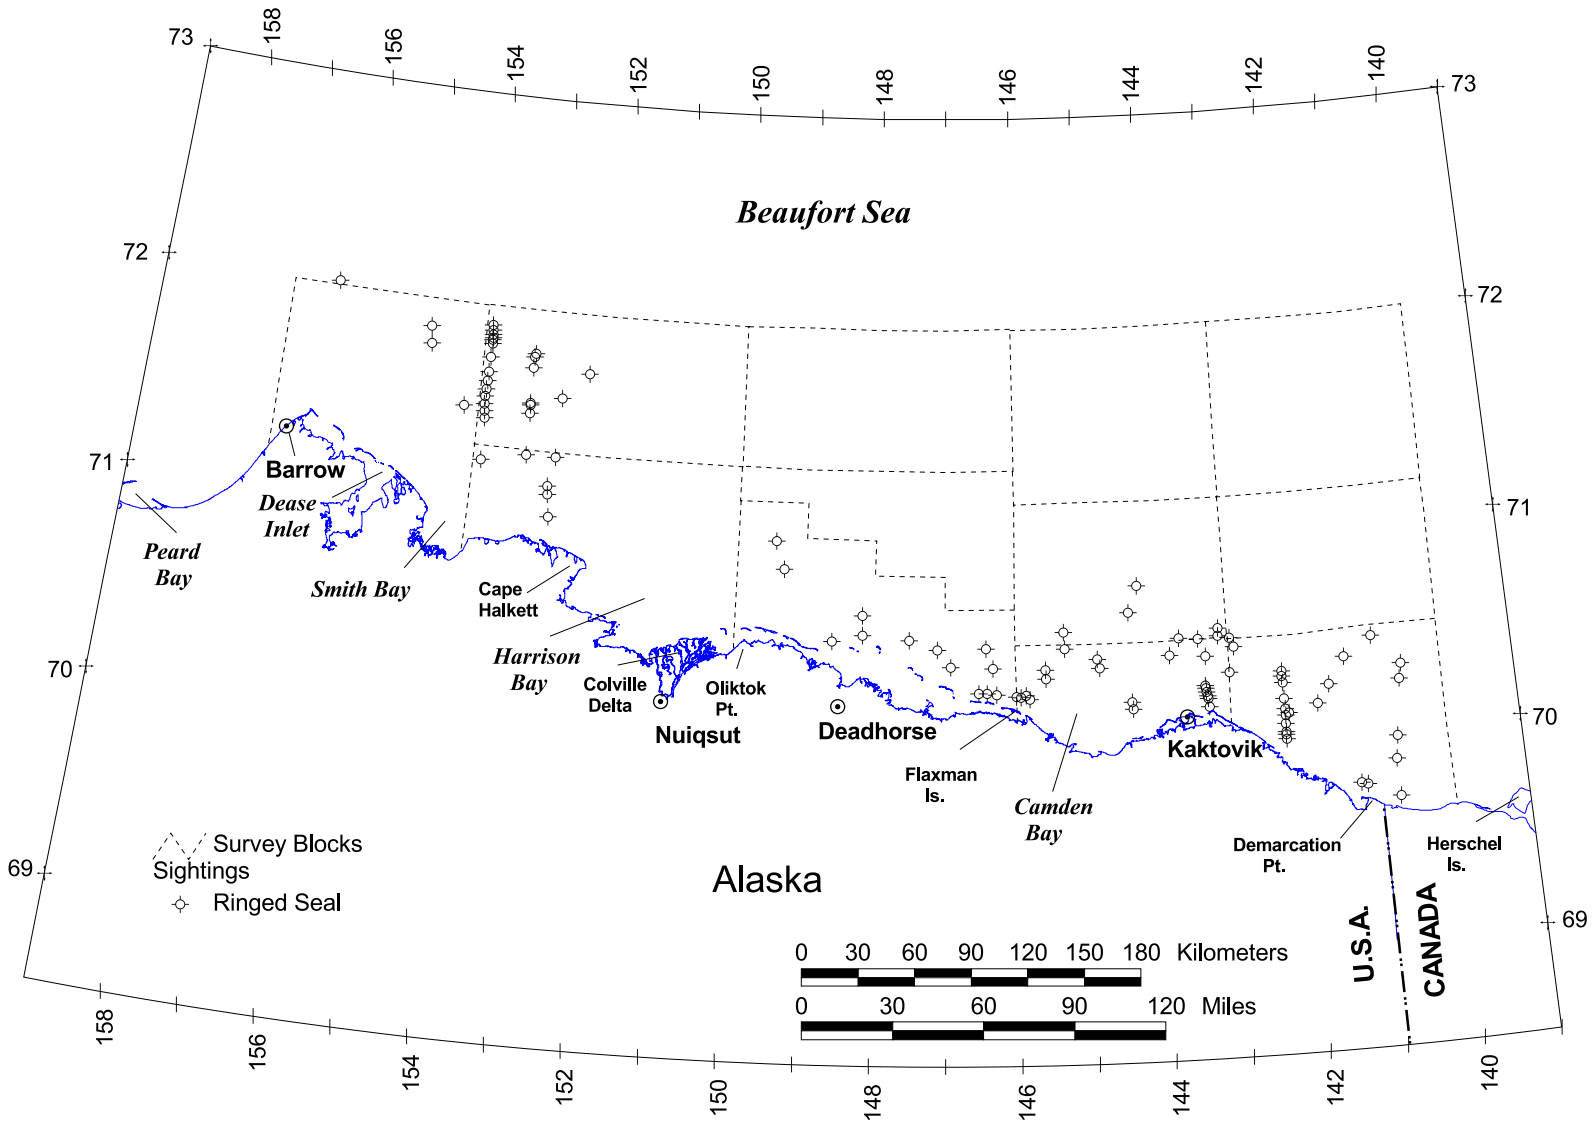 158
156
154
152
150
148
146
144
142
140
73
73
Beaufort Sea
72
72
71
71
Barrow
Dease
Inlet
Peard
Bay
Smith Bay
Cape
Halkett
Harrison
Bay
Colville
Delta
Oliktok
Pt.
70
70
Nuiqsut
Deadhorse
Kaktovik
Flaxman
Is.
Camden
Bay
Demarcation
Pt.
Herschel
Is.
Survey Blocks
Sightings
Ringed Seal
69
69
Alaska
U.S.A.
CANADA
0 30 60 90 120 150 180 Kilometers
0 30 60 90 120 Miles
158
156
154
152
150
148
146
144
142
140